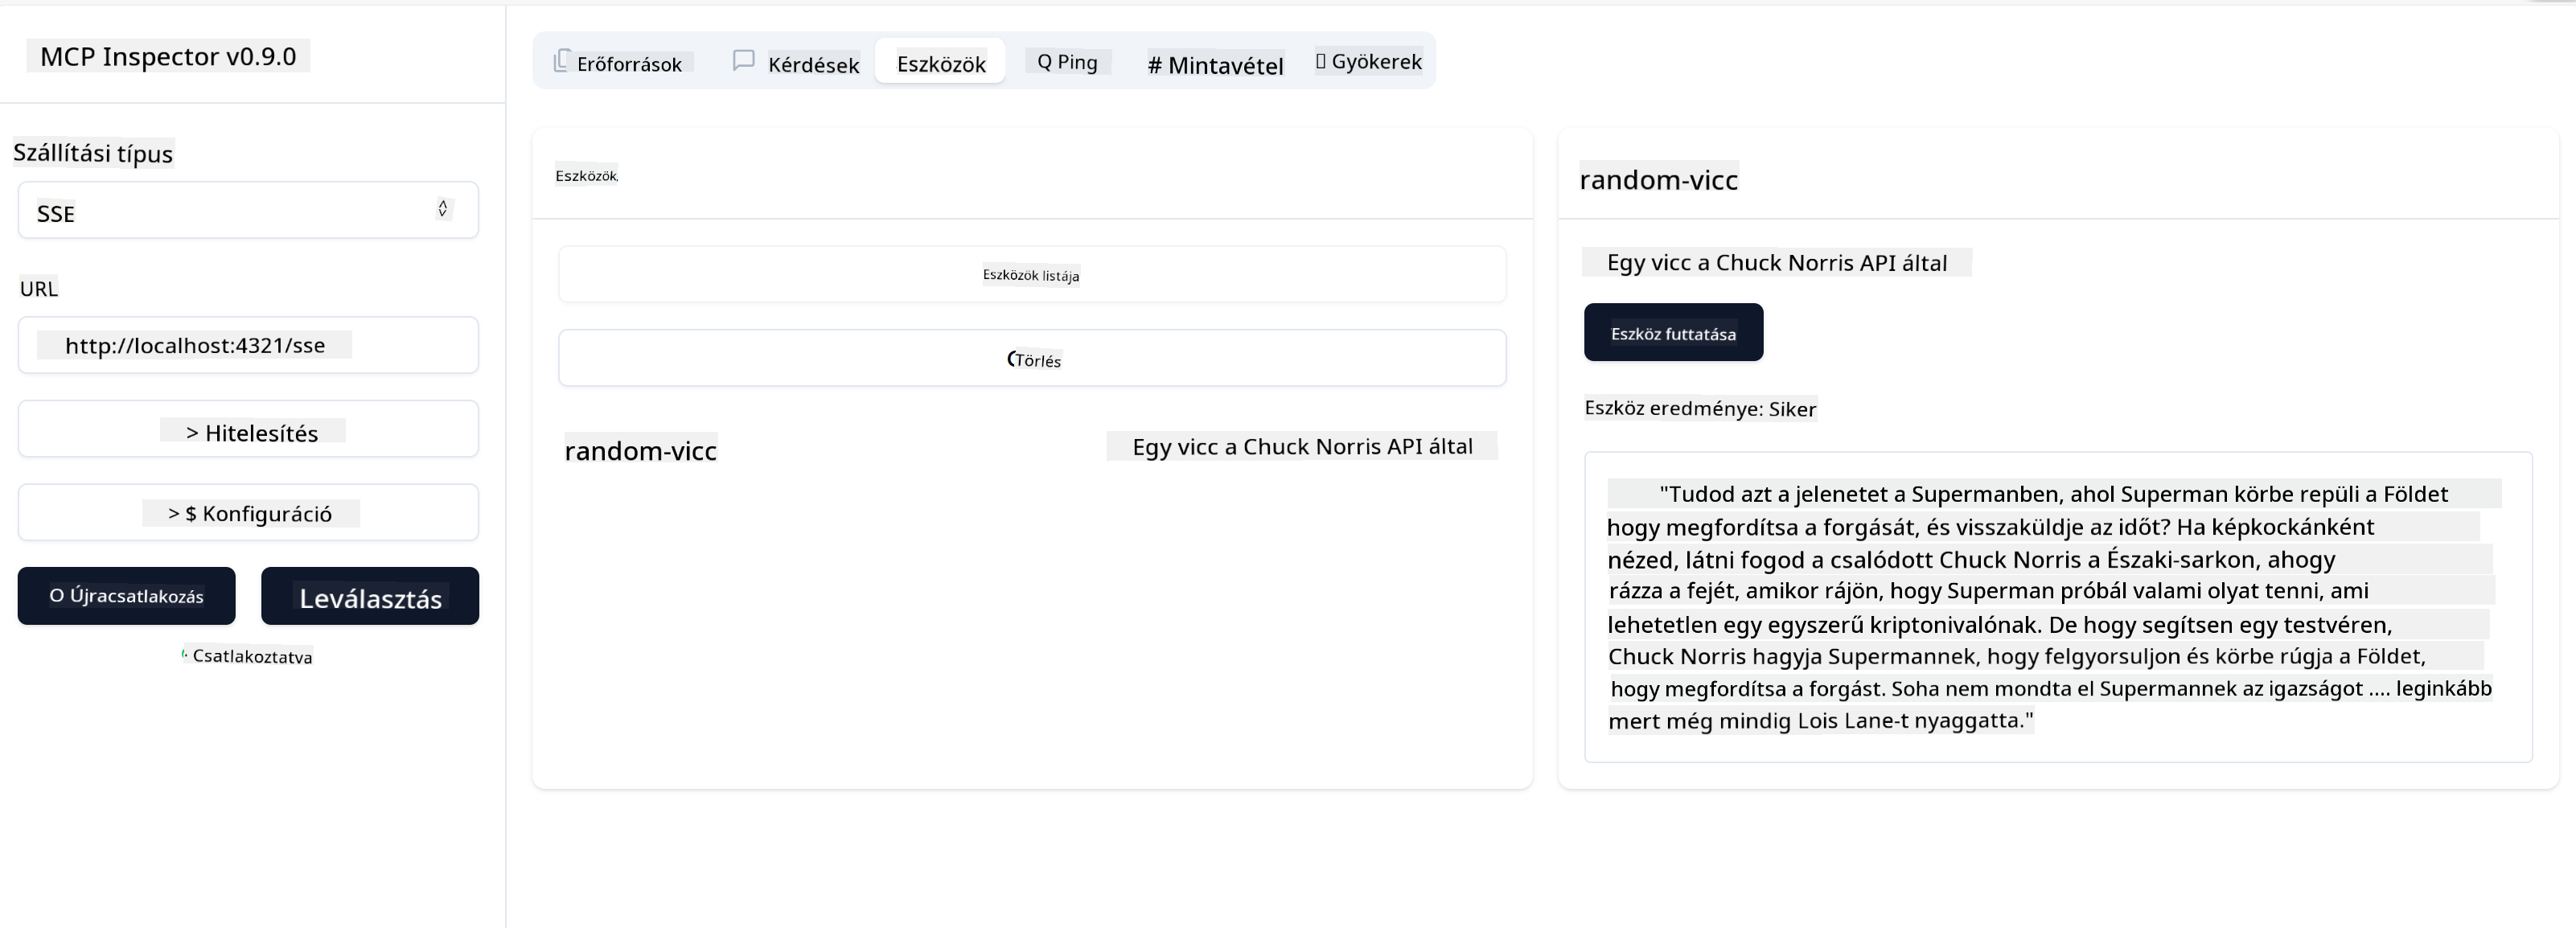 MCP Inspector v0.9.0
Szállítási típus
SSE
URL
http://localhost:4321/sse
> Hitelesítés
> $ Konfiguráció
O Újracsatlakozás
Leválasztás
Csatlakoztatva
Erőforrások
Kérdések
Eszközök
Q Ping
# Mintavétel
Gyökerek
Eszközök
Eszközök listája
Törlés
random-vicc
Egy vicc a Chuck Norris API által
random-vicc
Egy vicc a Chuck Norris API által
Eszköz futtatása
Eszköz eredménye: Siker
"Tudod azt a jelenetet a Supermanben, ahol Superman körbe repüli a Földet
hogy megfordítsa a forgását, és visszaküldje az időt? Ha képkockánként
nézed, látni fogod a csalódott Chuck Norris a Északi-sarkon, ahogy
rázza a fejét, amikor rájön, hogy Superman próbál valami olyat tenni, ami
lehetetlen egy egyszerű kriptonivalónak. De hogy segítsen egy testvéren,
Chuck Norris hagyja Supermannek, hogy felgyorsuljon és körbe rúgja a Földet,
hogy megfordítsa a forgást. Soha nem mondta el Supermannek az igazságot .... leginkább
mert még mindig Lois Lane-t nyaggatta."